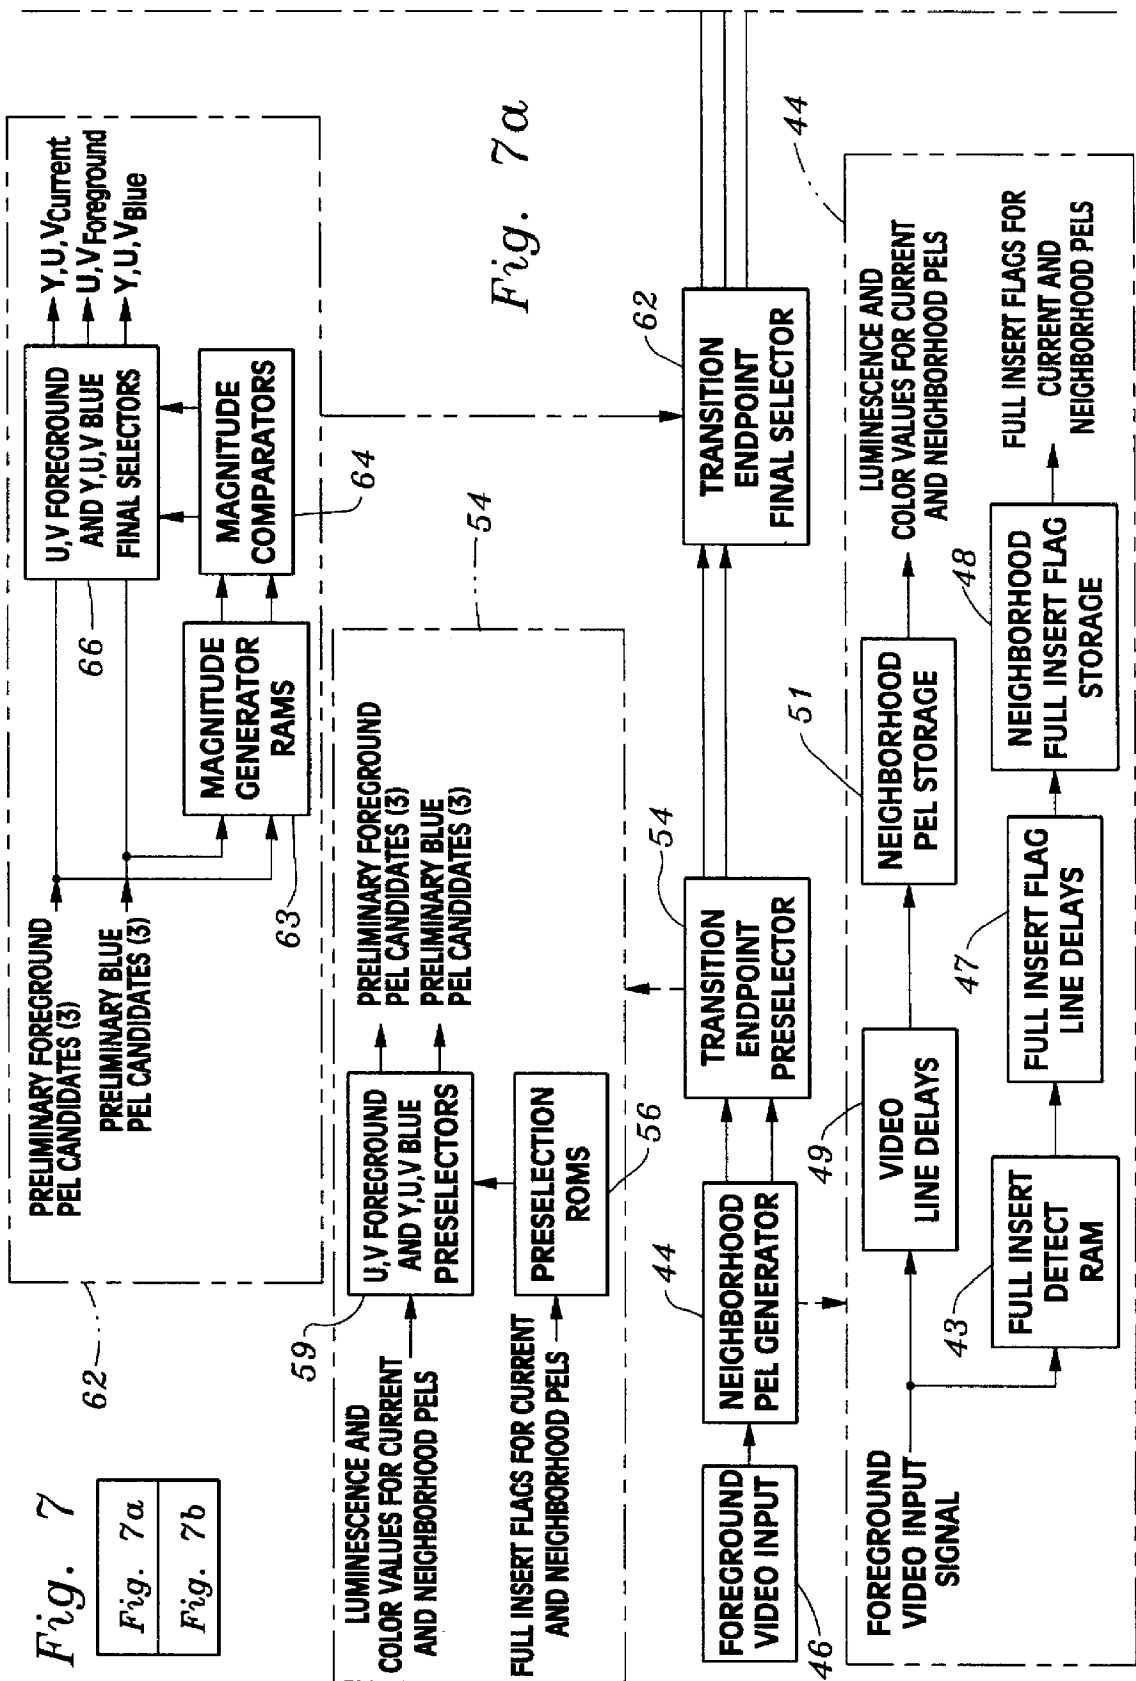 Fig. 7
Fig. 7a
Fig. 7b
62
PRELIMINARY FOREGROUND
PEL CANDIDATES (3)
PRELIMINARY BLUE
PEL CANDIDATES (3)
63
MAGNITUDE
GENERATOR
RAMS
66
U,V FOREGROUND
AND Y,U,V BLUE
FINAL SELECTORS
MAGNITUDE
COMPARATORS
64
Y,U,VCurrent
U,VForeground
Y,U,VBlue
Fig. 7a
LUMINESCENCE AND
COLOR VALUES FOR CURRENT
AND NEIGHBORHOOD PELS
FULL INSERT FLAGS FOR CURRENT
AND NEIGHBORHOOD PELS
59
U,V FOREGROUND
AND Y,U,V BLUE
PRESELECTORS
PRESELECTION
ROMS
56
PRELIMINARY FOREGROUND
PEL CANDIDATES (3)
PRELIMINARY BLUE
PEL CANDIDATES (3)
54
FOREGROUND
VIDEO INPUT
46
44
NEIGHBORHOOD
PEL GENERATOR
54
TRANSITION
ENDPOINT
PRESELECTOR
62
TRANSITION
ENDPOINT
FINAL SELECTOR
44
FOREGROUND
VIDEO INPUT
SIGNAL
49
VIDEO
LINE DELAYS
51
NEIGHBORHOOD
PEL STORAGE
LUMINESCENCE AND
COLOR VALUES FOR CURRENT
AND NEIGHBORHOOD PELS
43
FULL INSERT
DETECT
RAM
47
FULL INSERT FLAG
LINE DELAYS
48
NEIGHBORHOOD
FULL INSERT FLAG
STORAGE
FULL INSERT FLAGS FOR
CURRENT AND
NEIGHBORHOOD PELS